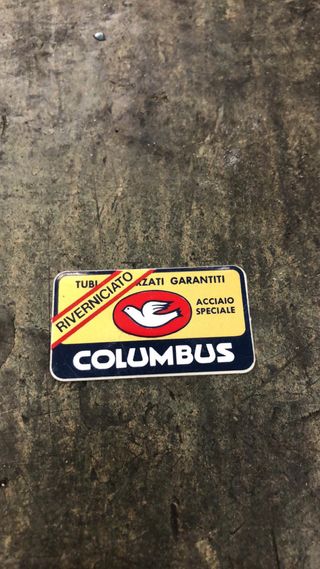 TUBI RZATI GARANTITI
RIVERNICIATO
ACCIAIO
SPECIALE
COLUMBUS